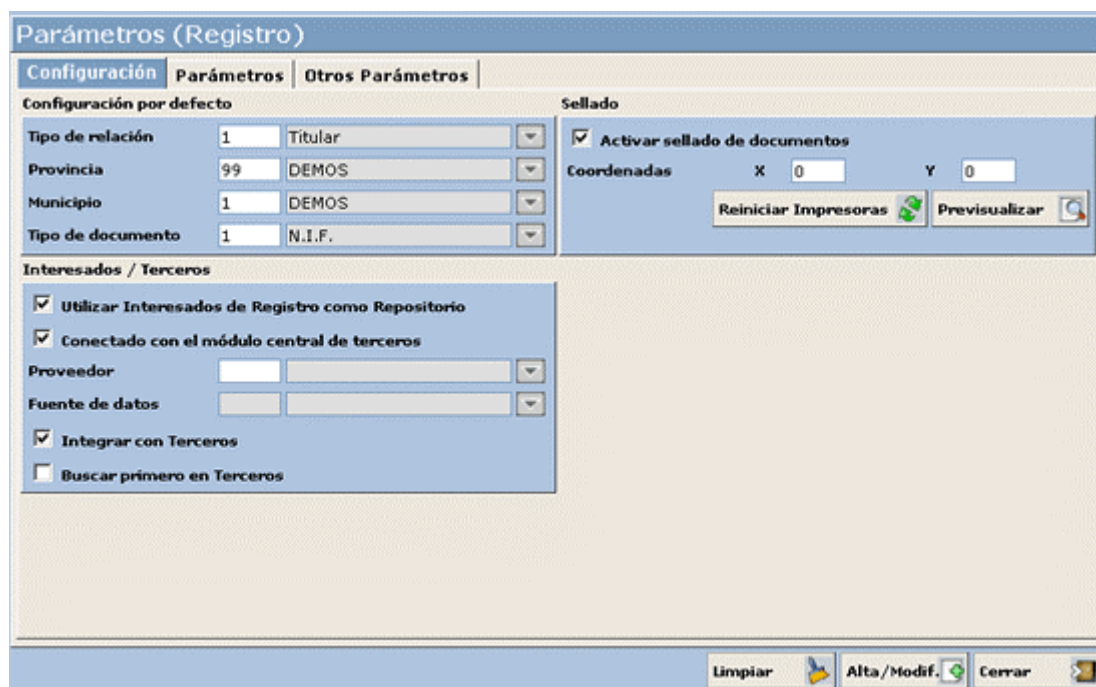 Parámetros (Registro)
Configuración Parámetros Otros Parámetros
Configuración por defecto
Tipo de relación 1 Titular
Provincia 99 DEMOS
Municipio 1 DEMOS
Tipo de documento 1 N.I.F.
Sellado
Activar sellado de documentos
Coordenadas X 0 Y 0
Reiniciar Impresoras Previsualizar
Interesados / Terceros
Utilizar Interesados de Registro como Repositorio
Conectado con el módulo central de terceros
Proveedor
Fuente de datos
Integrar con Terceros
Buscar primero en Terceros
Limpiar Alta/Modif. Cerrar